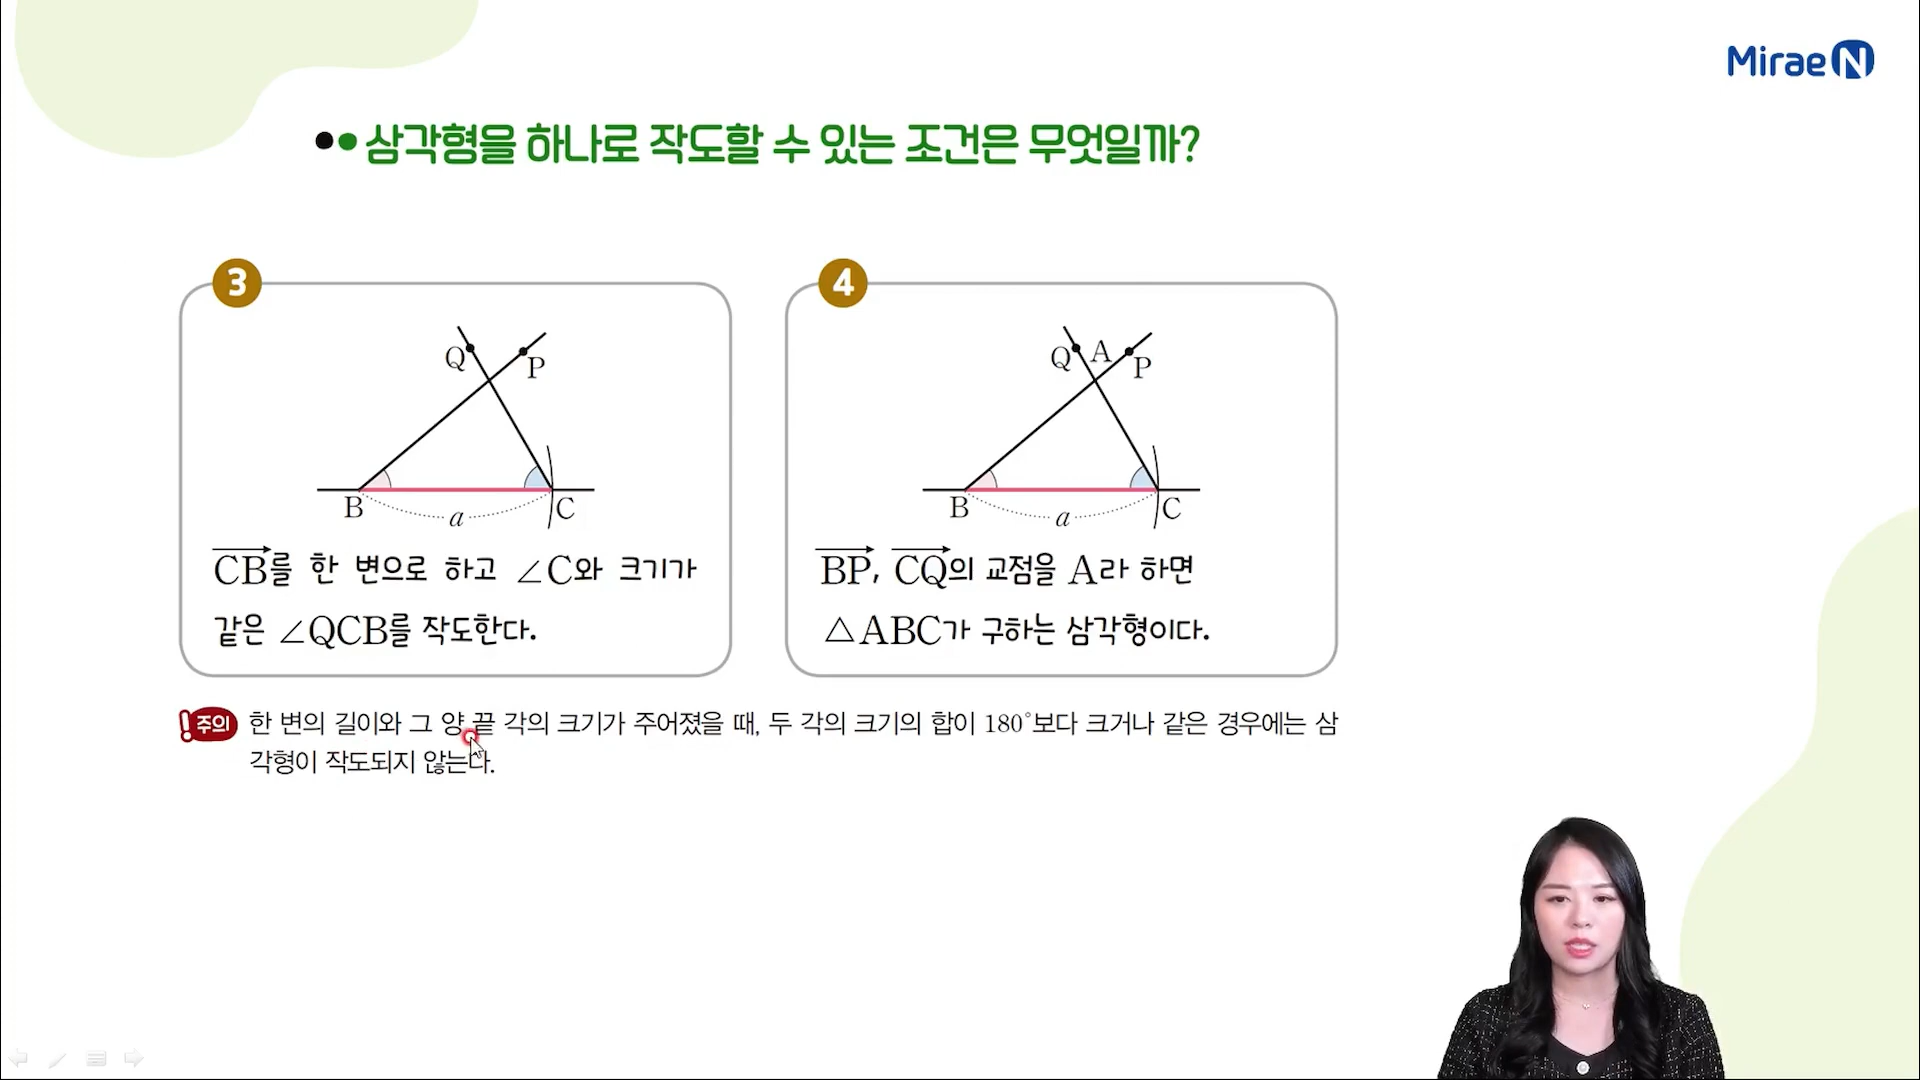 Mirae N
삼각형을 하나로 작도할 수 있는 조건은 무엇일까?
3
Q
P
B
a
C
CB를 한 변으로 하고 ∠C와 크기가
같은 ∠QCB를 작도한다.
4
Q
A
P
B
a
C
BP, CQ의 교점을 A라 하면
△ABC가 구하는 삼각형이다.
주의 한 변의 길이와 그 양 끝 각의 크기가 주어졌을 때, 두 각의 크기의 합이 180°보다 크거나 같은 경우에는 삼
각형이 작도되지 않는다.